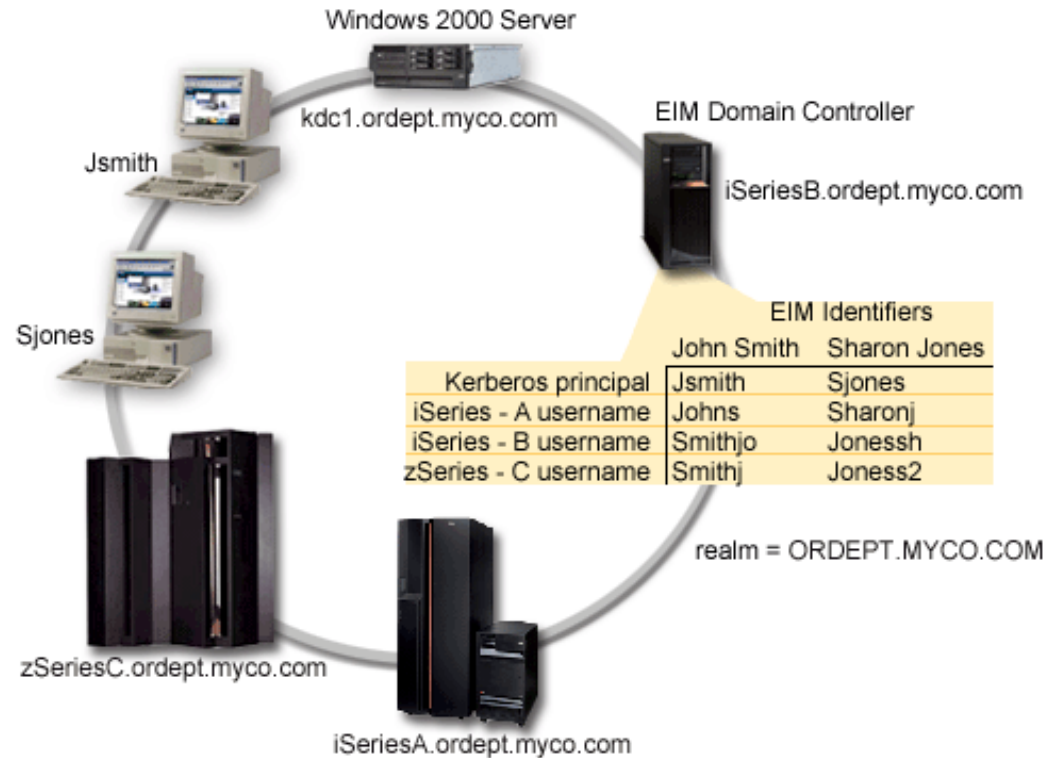 Windows 2000 Server
kdc1.ordept.myco.com
EIM Domain Controller
iSeriesB.ordept.myco.com
Jsmith
Sjones
EIM Identifiers
John Smith Sharon Jones
Kerberos principal Jsmith Sjones
iSeries - A username Johns Sharonj
iSeries - B username Smithjo Jonessh
zSeries - C username Smithj Joness2
realm = ORDEPT.MYCO.COM
zSeriesC.ordept.myco.com
iSeriesA.ordept.myco.com